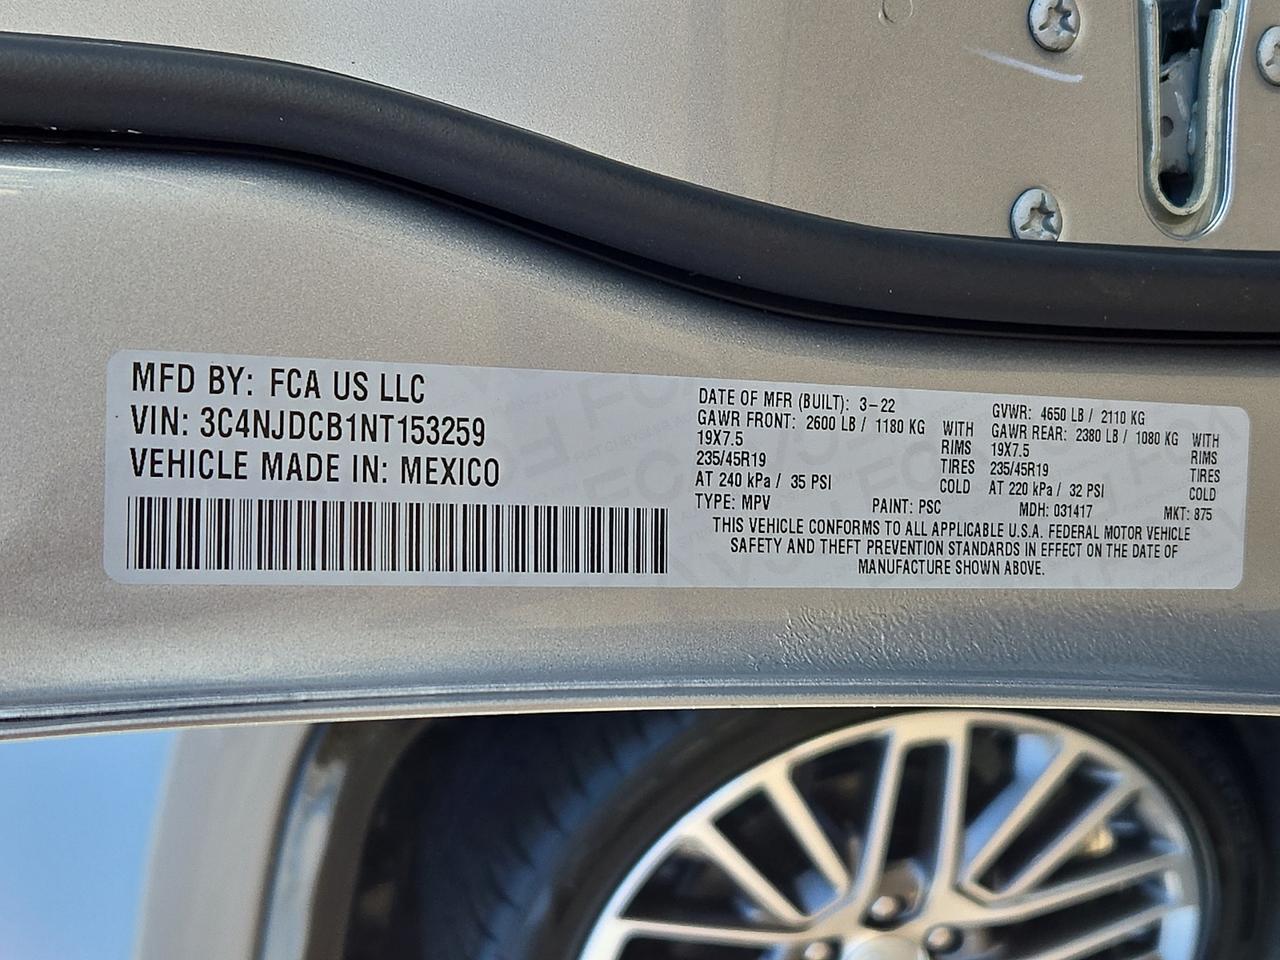 MFD BY: FCA US LLC
VIN: 3C4NJDCB1NT153259
VEHICLE MADE IN: MEXICO
DATE OF MFR (BUILT): 3-22
GAWR FRONT: 2600 LB / 1180 KG WITH
19X7.5 RIMS
235/45R19 TIRES
AT 240 kPa / 35 PSI COLD
GVWR: 4650 LB / 2110 KG
GAWR REAR: 2380 LB / 1080 KG WITH
19X7.5 RIMS
235/45R19 TIRES
AT 220 kPa / 32 PSI COLD
TYPE: MPV PAINT: PSC MDH: 031417 MKT: 875
THIS VEHICLE CONFORMS TO ALL APPLICABLE U.S.A. FEDERAL MOTOR VEHICLE
SAFETY AND THEFT PREVENTION STANDARDS IN EFFECT ON THE DATE OF
MANUFACTURE SHOWN ABOVE.